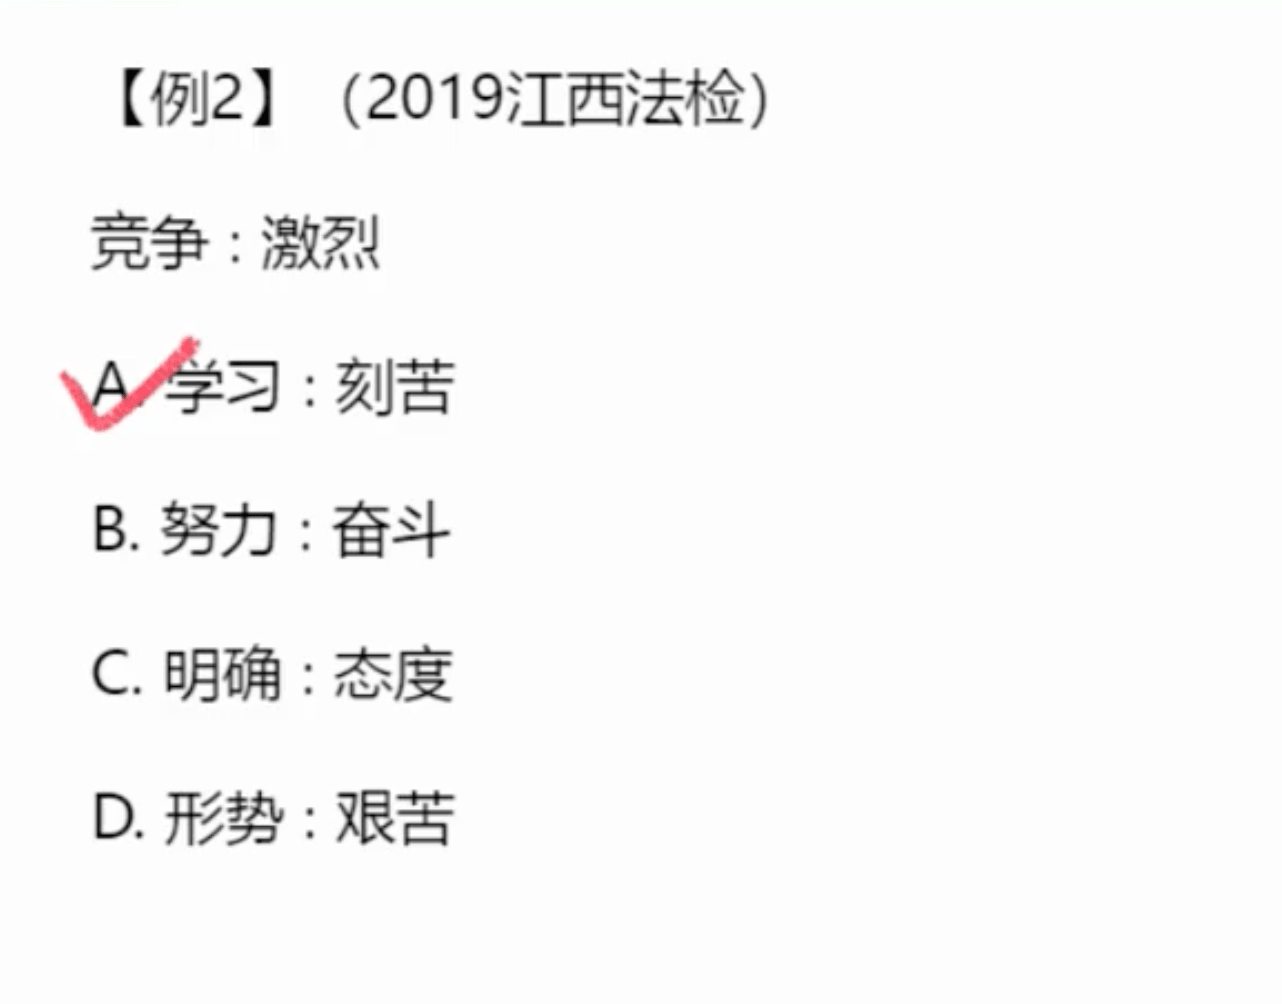 【例2】（2019江西法检）
竞争：激烈
A. 学习：刻苦
B. 努力：奋斗
C. 明确：态度
D. 形势：艰苦